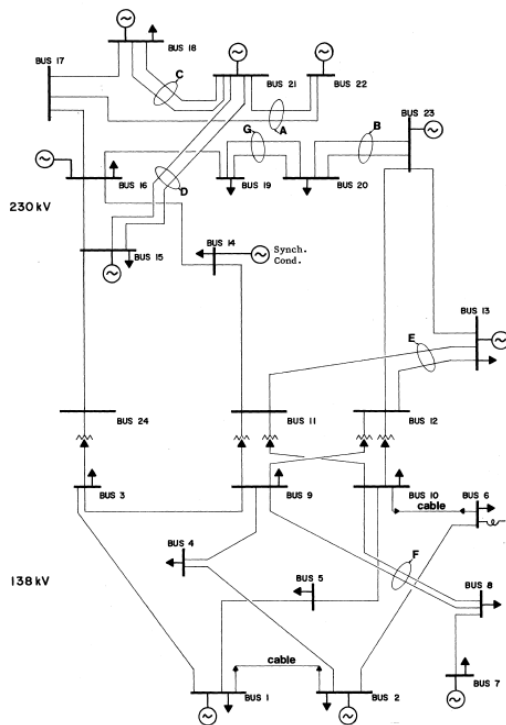 BUS 18
BUS 17
C
BUS 21
BUS 22
A
BUS 23
G
B
BUS 16
BUS 19
BUS 20
D
230 kV
BUS 15
BUS 14
Synch.
Cond.
BUS 13
E
BUS 24
BUS 11
BUS 12
BUS 3
BUS 9
BUS 10
BUS 6
cable
BUS 4
F
138 kV
BUS 5
BUS 8
cable
BUS 7
BUS 1
BUS 2